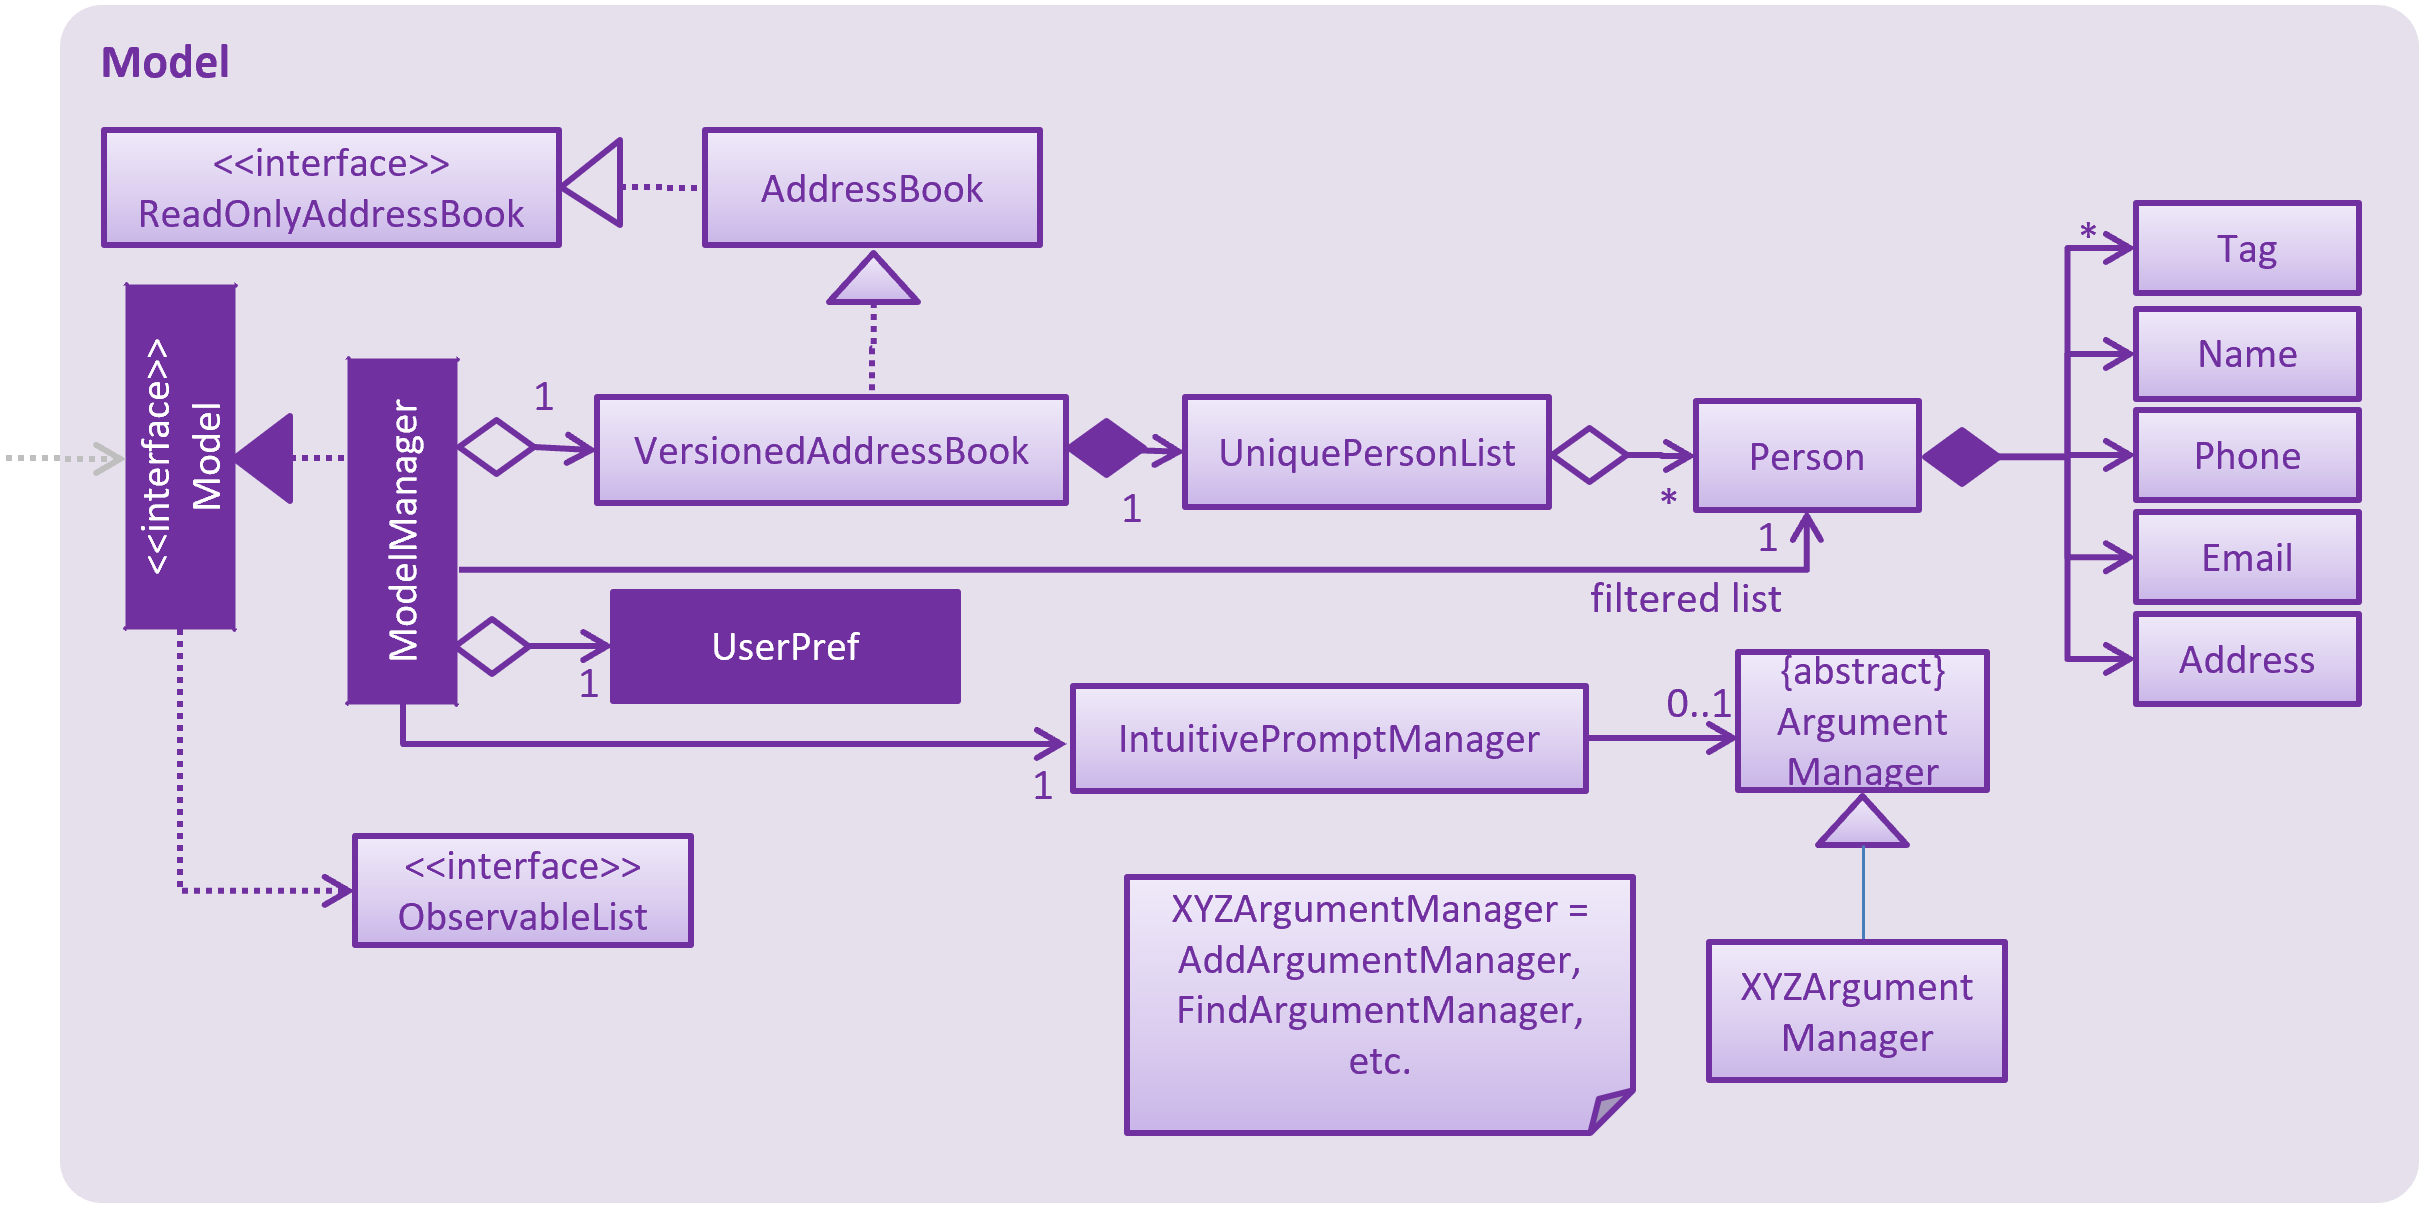 Model
<<interface>>
ReadOnlyAddressBook
AddressBook
<<interface>>
Model
ModelManager
1
VersionedAddressBook
1
UniquePersonList
*
Person
*
Tag
Name
Phone
Email
Address
1
filtered list
UserPref
1
1
IntuitivePromptManager
0..1
{abstract}
Argument
Manager
<<interface>>
ObservableList
XYZArgumentManager =
AddArgumentManager,
FindArgumentManager,
etc.
XYZArgument
Manager